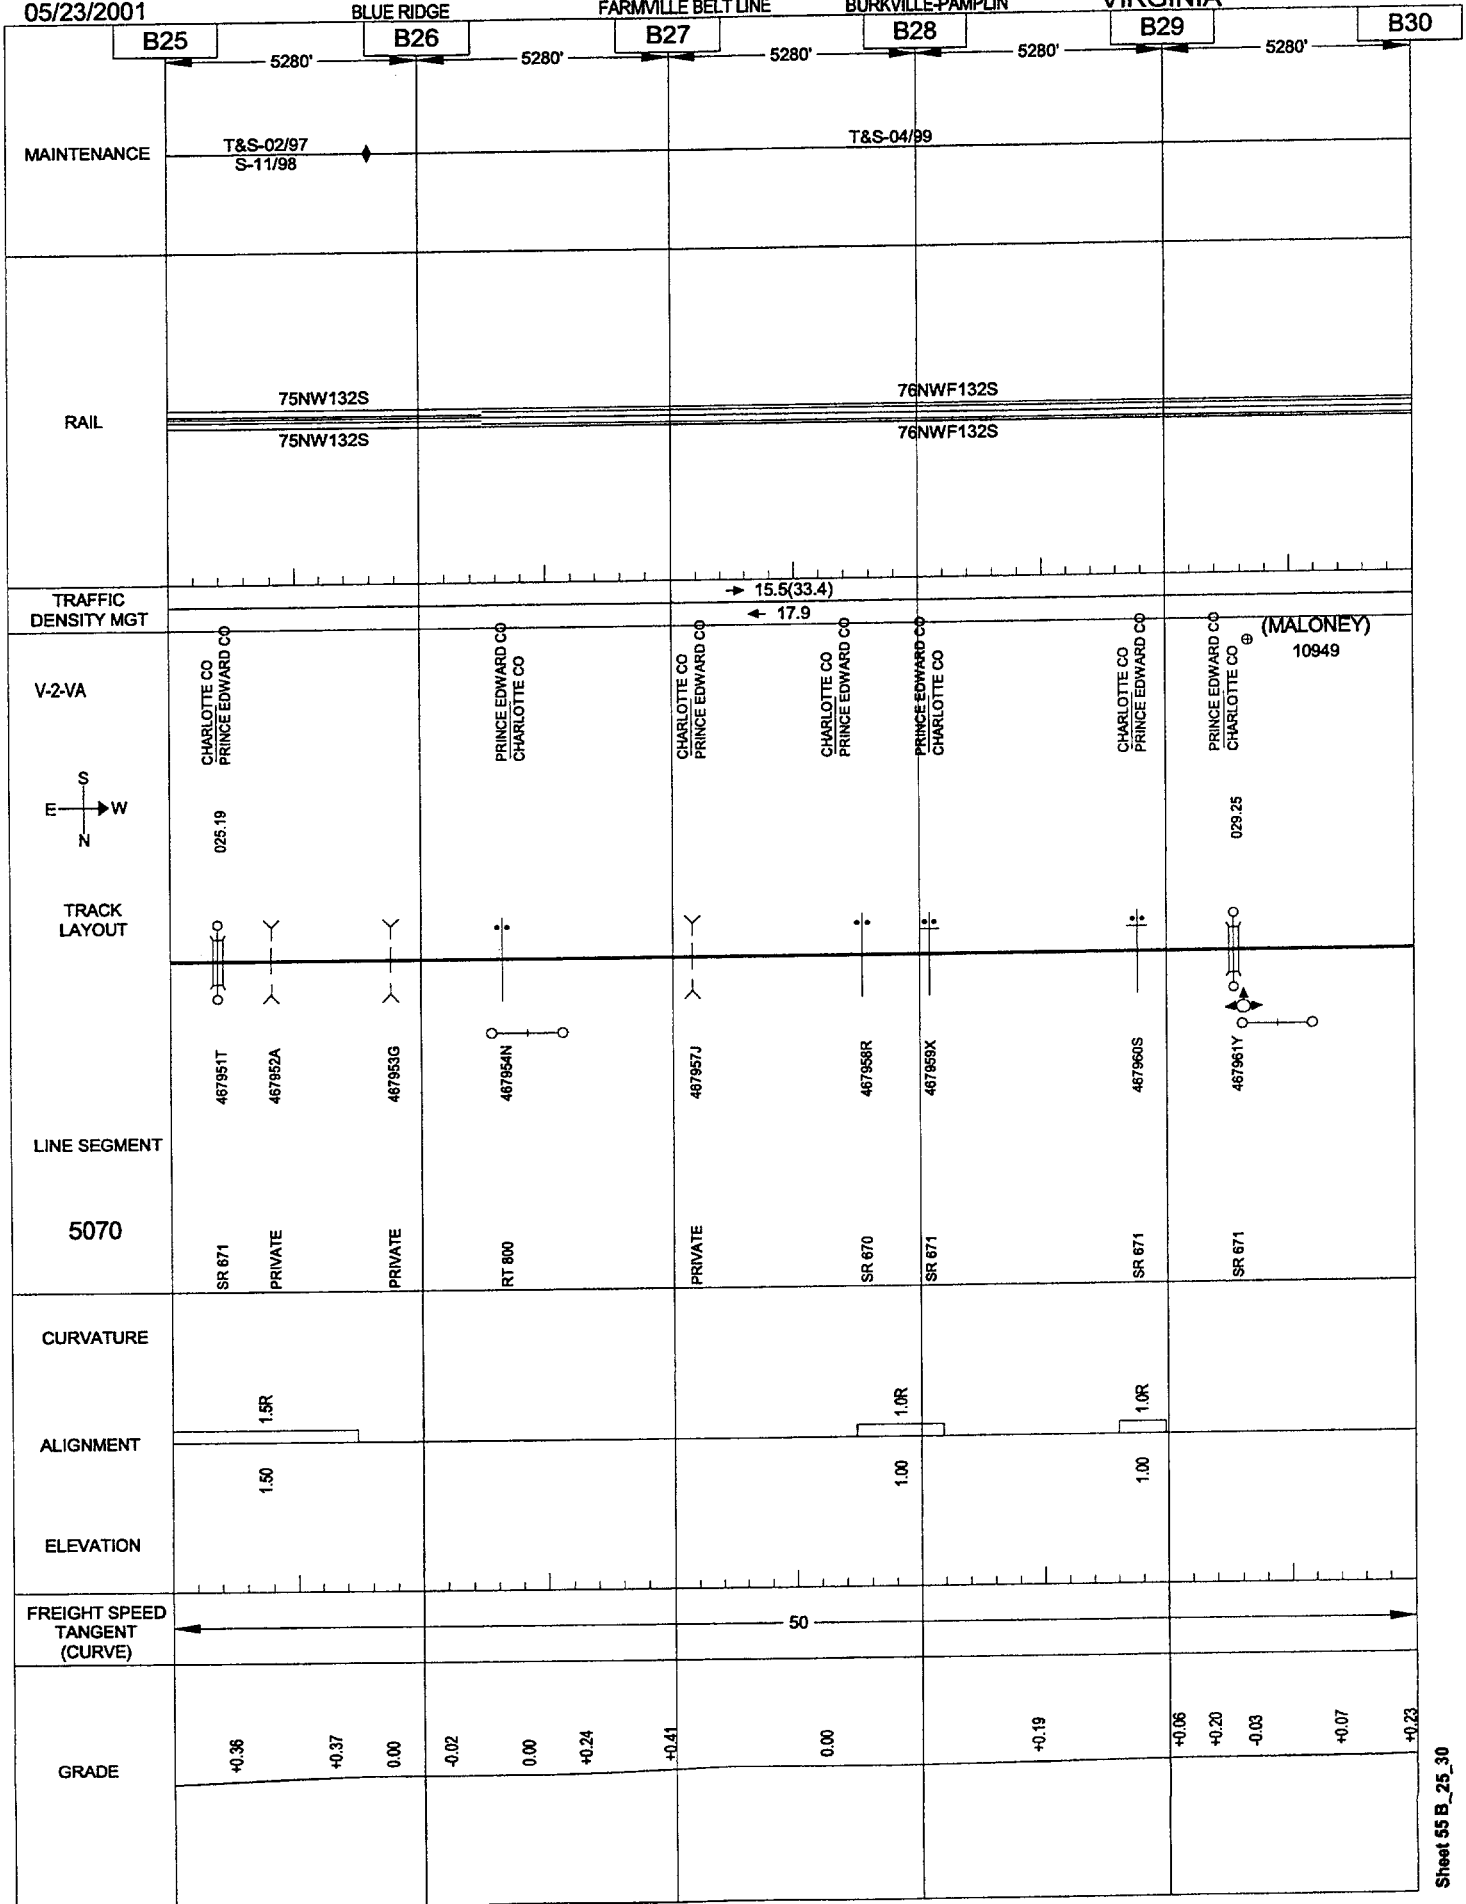 05/23/2001
BLUE RIDGE
FARMVILLE BELT LINE
BURKVILLE-PAMPLIN
VIRGINIA
B25
B26
B27
B28
B29
B30
5280'
5280'
5280'
5280'
5280'
MAINTENANCE
T&S-02/97
S-11/98
T&S-04/99
RAIL
75NW132S
75NW132S
76NWF132S
76NWF132S
TRAFFIC
DENSITY MGT
15.5(33.4)
17.9
V-2-VA
CHARLOTTE CO
PRINCE EDWARD CO
PRINCE EDWARD CO
CHARLOTTE CO
CHARLOTTE CO
PRINCE EDWARD CO
CHARLOTTE CO
PRINCE EDWARD CO
PRINCE EDWARD CO
CHARLOTTE CO
CHARLOTTE CO
PRINCE EDWARD CO
PRINCE EDWARD CO
CHARLOTTE CO
(MALONEY)
10949
S
E W
N
025.19
029.25
TRACK
LAYOUT
467951T
467952A
467953G
467954N
467957J
467958R
467959X
467960S
467961Y
LINE SEGMENT
5070
SR 671
PRIVATE
PRIVATE
RT 800
PRIVATE
SR 670
SR 671
SR 671
SR 671
CURVATURE
1.5R
1.0R
1.0R
ALIGNMENT
1.50
1.00
1.00
ELEVATION
FREIGHT SPEED
TANGENT
(CURVE)
50
GRADE
+0.36
+0.37
0.00
-0.02
0.00
+0.24
+0.41
0.00
+0.19
+0.06
+0.20
-0.03
+0.07
+0.23
Sheet 55 B_25_30